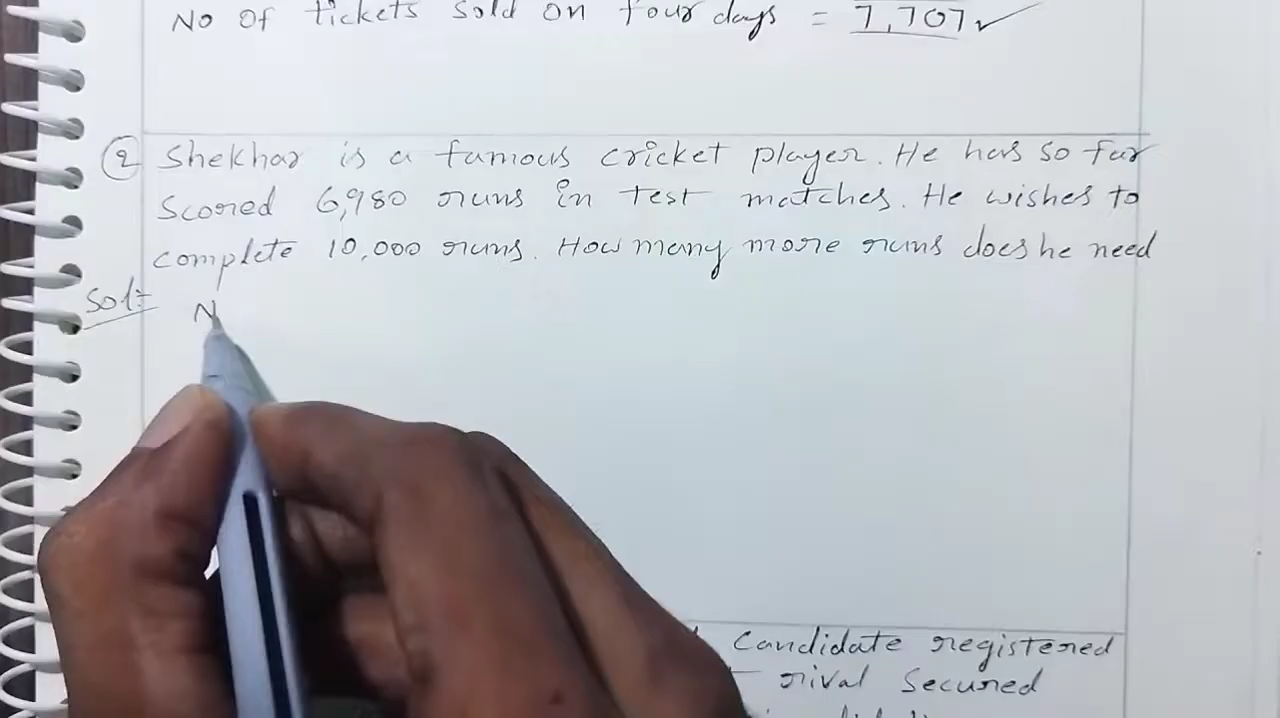 No of tickets sold on four days = 7,707 ✓
2 Shekhar is a famous cricket player. He has so far
scored 6,980 runs in test matches. He wishes to
complete 10,000 runs. How many more runs does he need
Sol:- N
candidate registered
rival secured